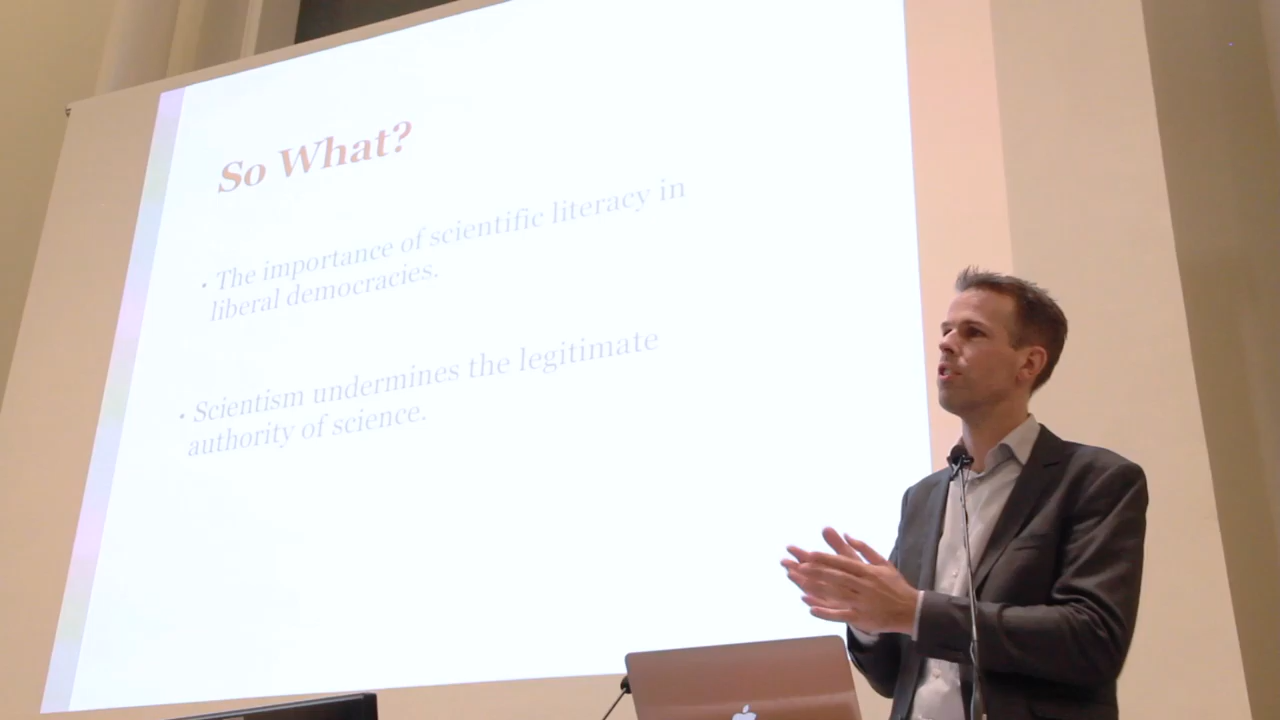 So What?
• The importance of scientific literacy in
liberal democracies.
• Scientism undermines the legitimate
authority of science.